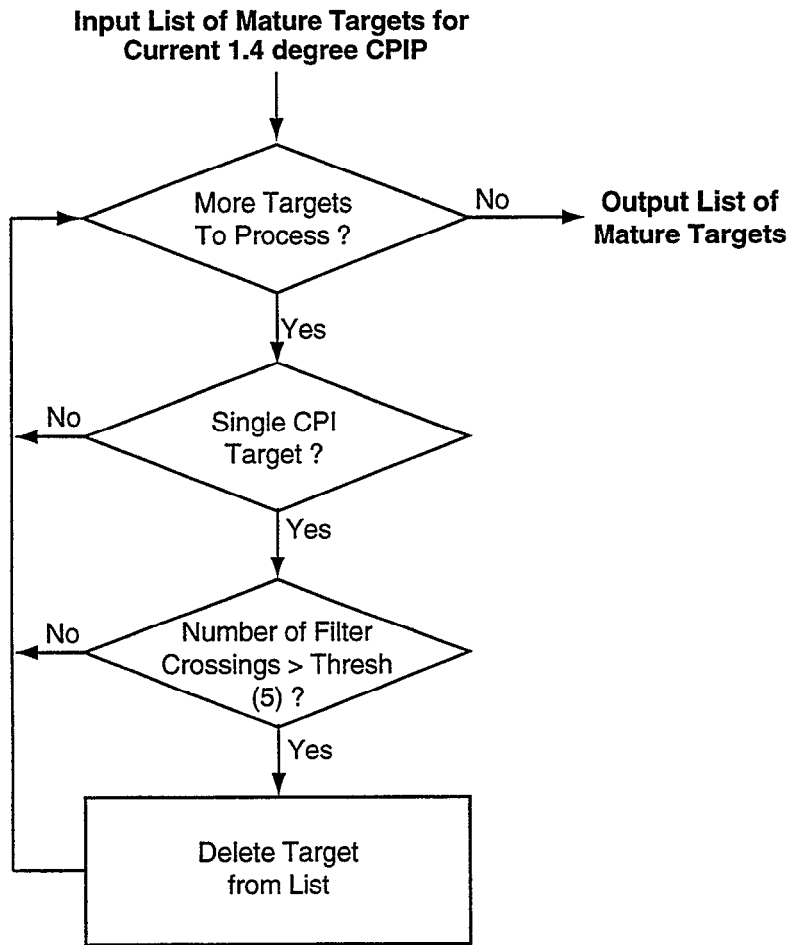 Input List of Mature Targets for
Current 1.4 degree CPIP
More Targets
To Process ?
No
Output List of
Mature Targets
Yes
Single CPI
Target ?
No
Yes
Number of Filter
Crossings > Thresh
(5) ?
No
Yes
Delete Target
from List